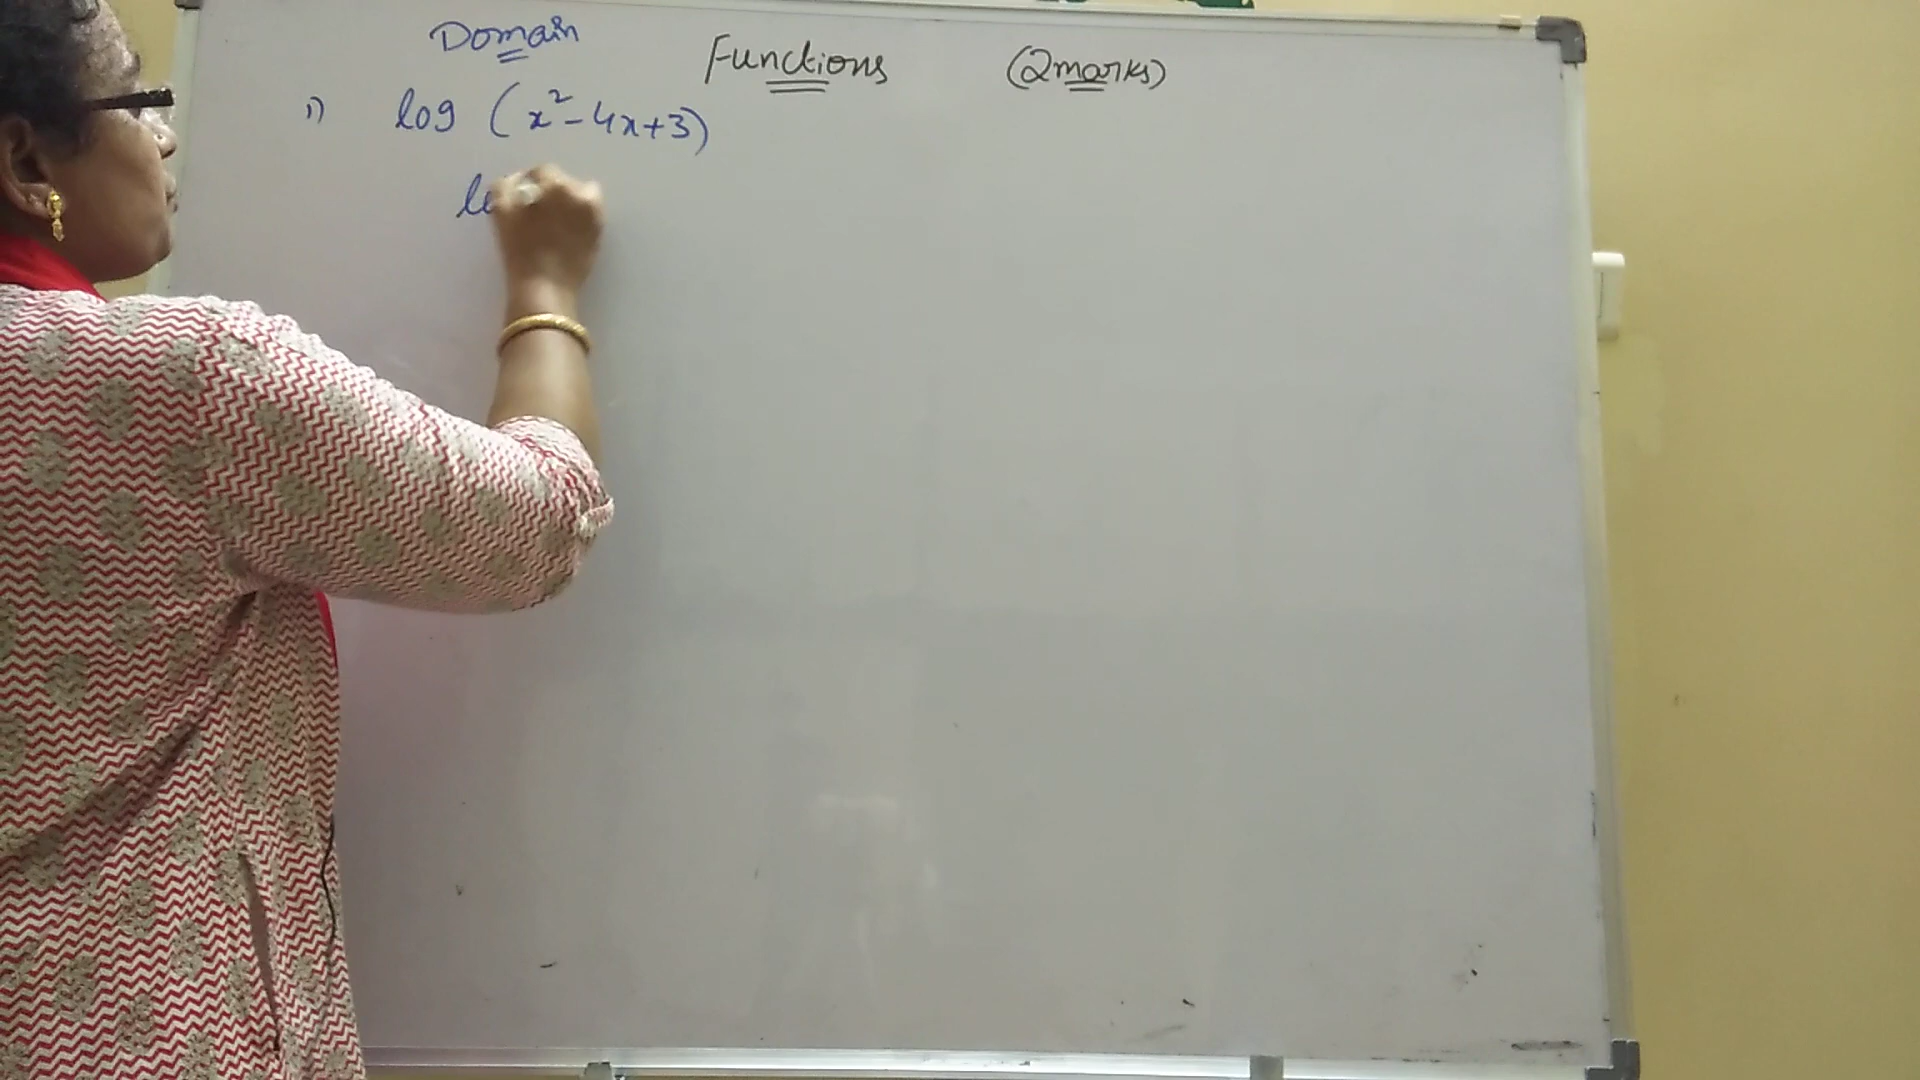 Domain
Functions (2marks)
1) log (x²-4x+3)